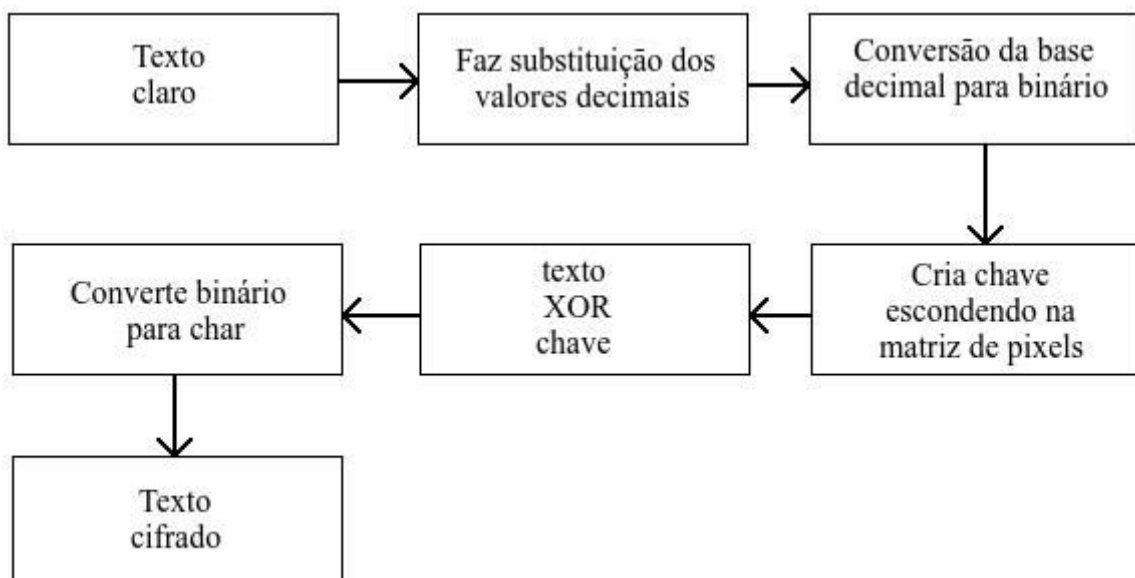 Texto
claro
Faz substituição dos
valores decimais
Conversão da base
decimal para binário
Cria chave
escondendo na
matriz de pixels
texto
XOR
chave
Converte binário
para char
Texto
cifrado